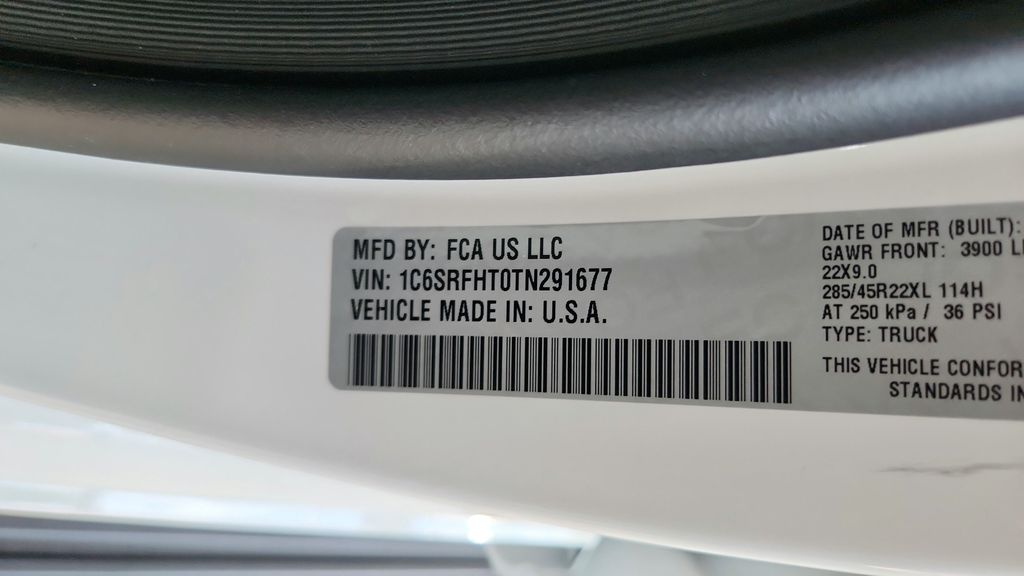 MFD BY: FCA US LLC
VIN: 1C6SRFHT0TN291677
VEHICLE MADE IN: U.S.A.
DATE OF MFR (BUILT):
GAWR FRONT: 3900
22X9.0
285/45R22XL 114H
AT 250 kPa / 36 PSI
TYPE: TRUCK
THIS VEHICLE
STANDARDS